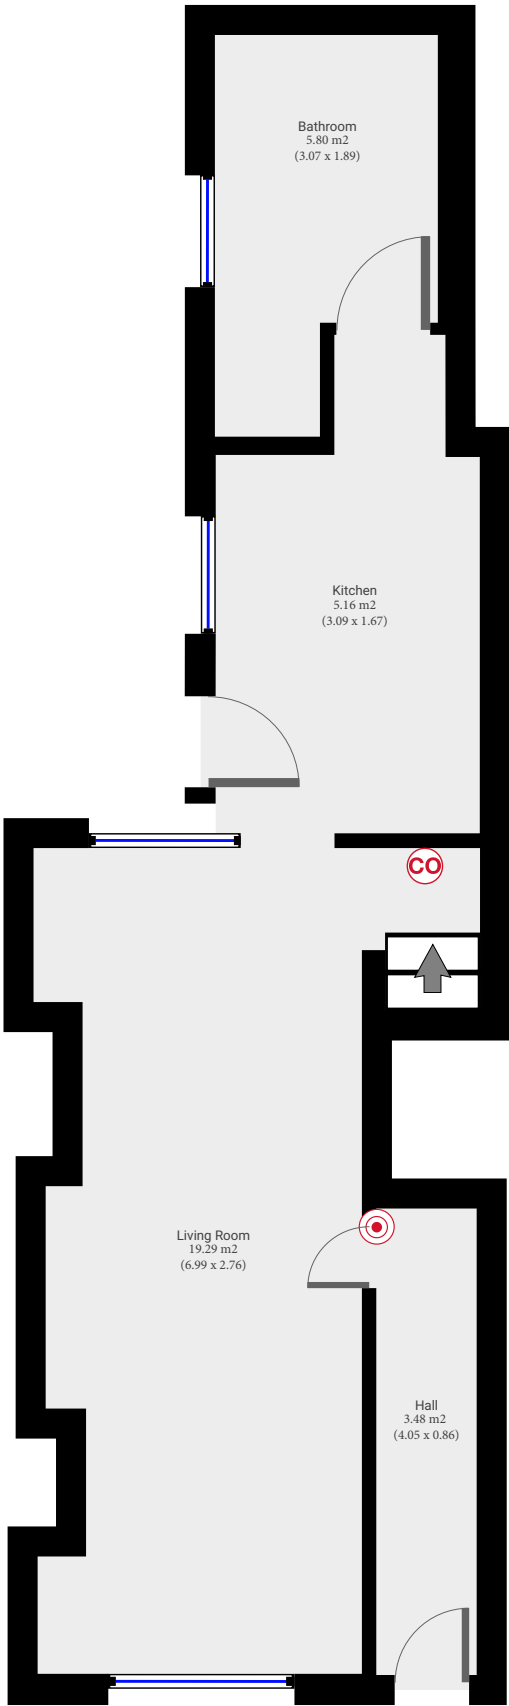 Bathroom
5.80 m2
(3.07 x 1.89)
Kitchen
5.16 m2
(3.09 x 1.67)
CO
Living Room
19.29 m2
(6.99 x 2.76)
Hall
3.48 m2
(4.05 x 0.86)